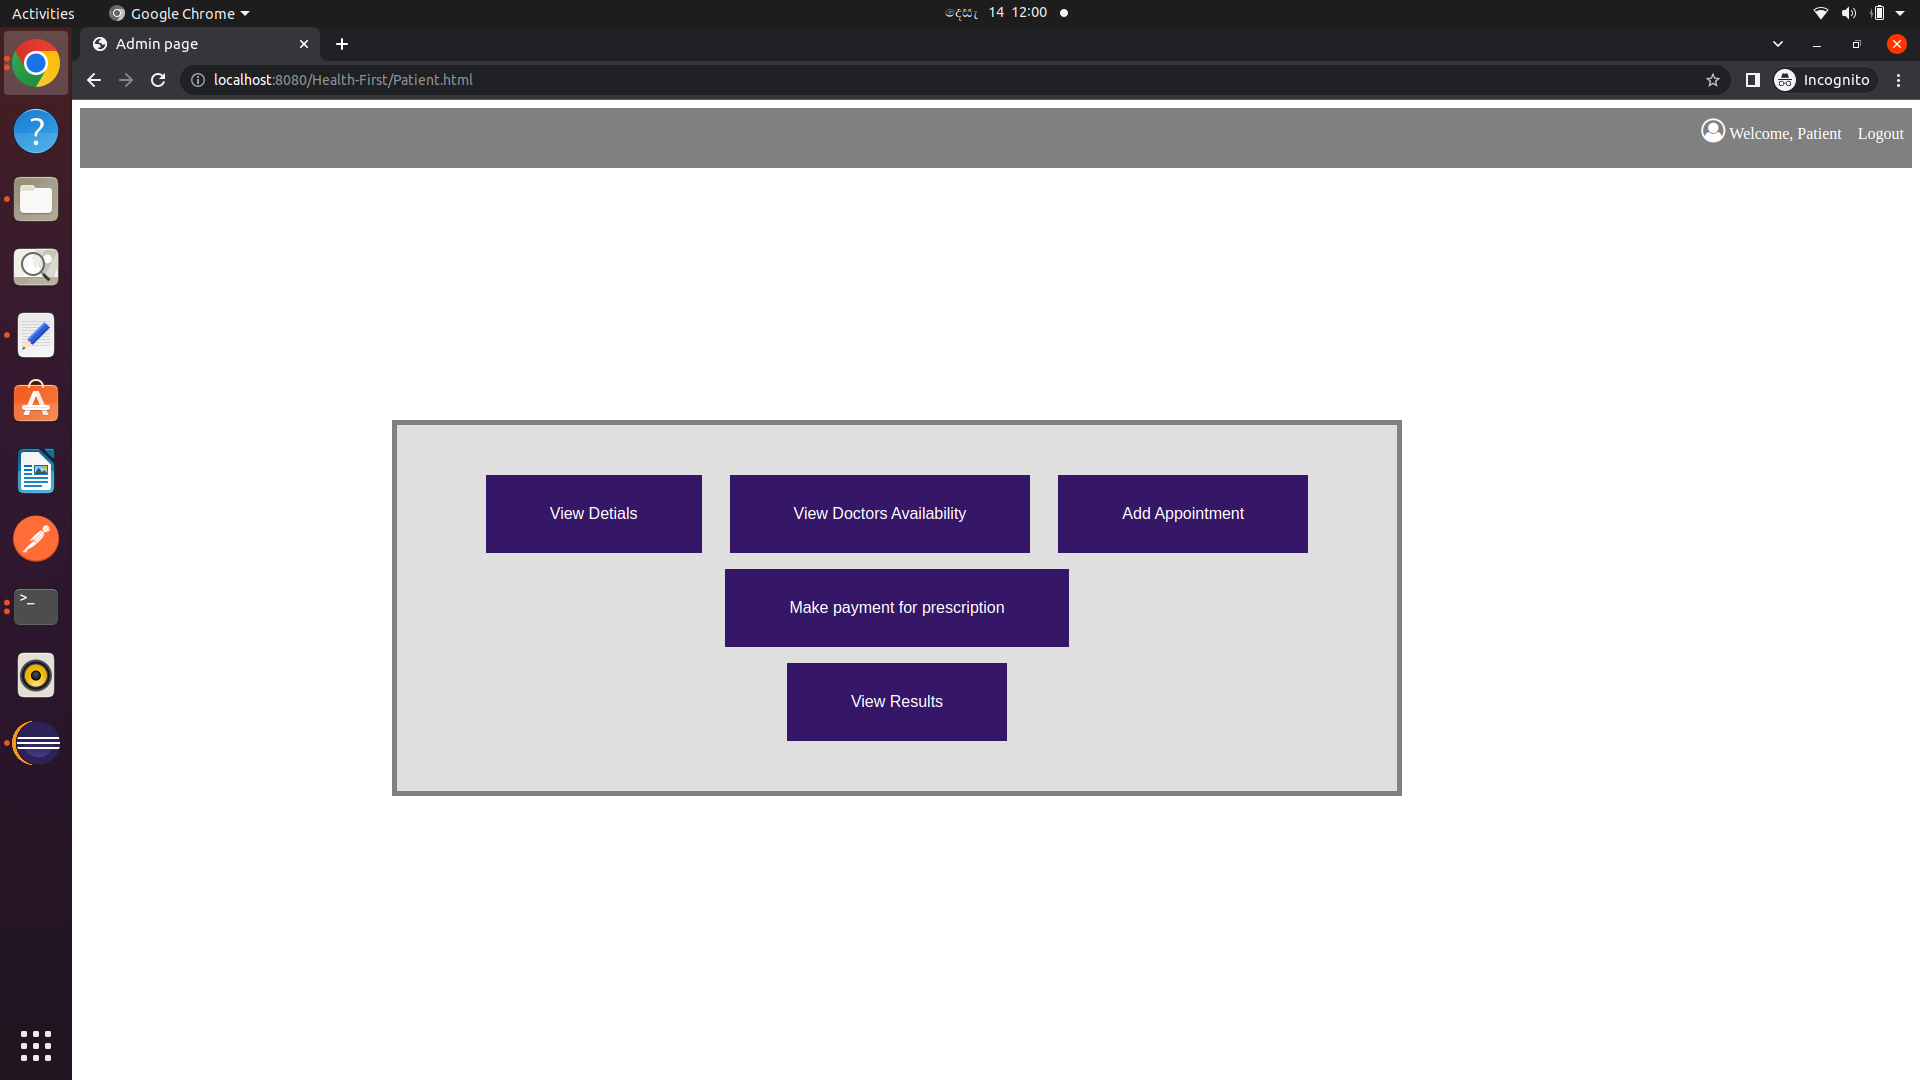 Activities
Google Chrome
දෙසැ 14 12:00
Admin page
localhost:8080/Health-First/Patient.html
Incognito
Welcome, Patient Logout
View Detials
View Doctors Availability
Add Appointment
Make payment for prescription
View Results